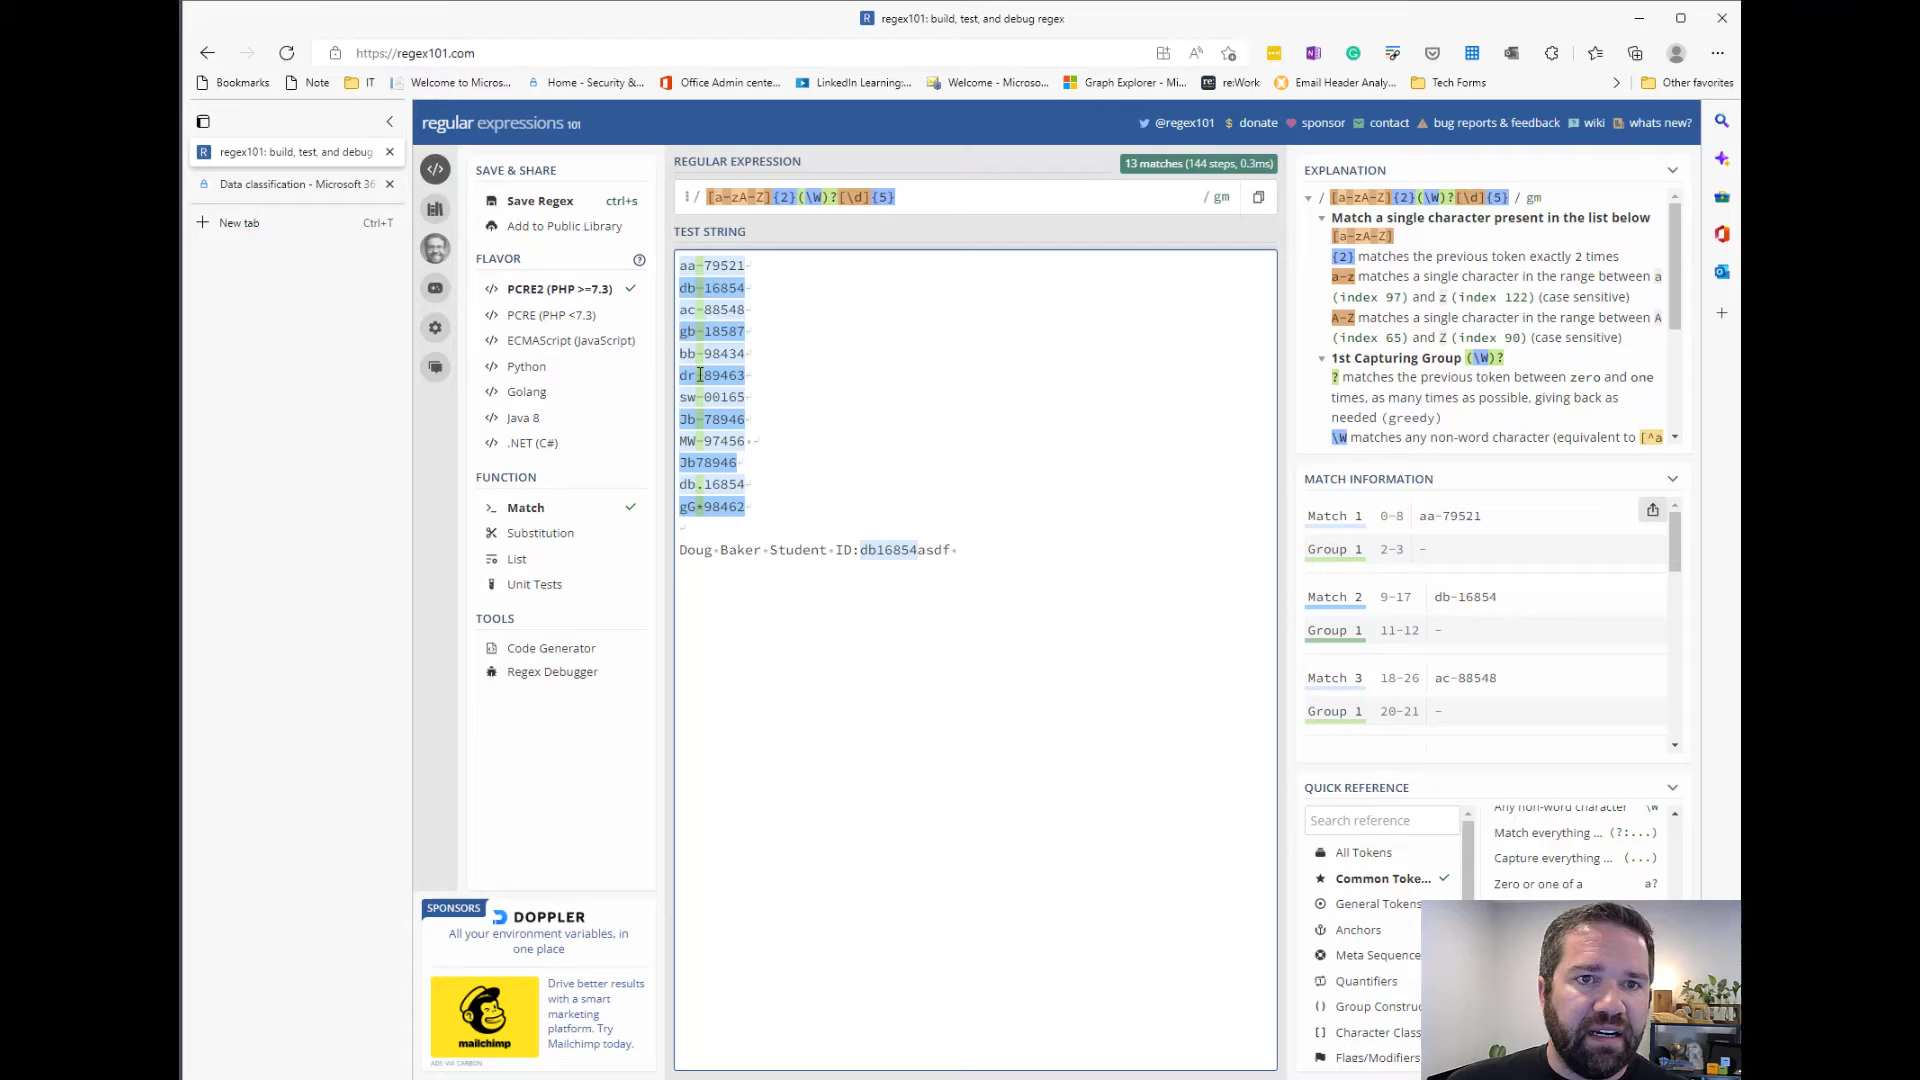 regex101: build, test, and debug regex
https://regex101.com
Bookmarks
Note
IT
Welcome to Micros...
Home - Security &...
Office Admin cente...
LinkedIn Learning:...
Welcome - Microso...
Graph Explorer - Mi...
re:Work
Email Header Analy...
Tech Forms
Other favorites
regex101: build, test, and debug
Data classification - Microsoft 36
New tab
Ctrl+T
regular expressions 101
@regex101
donate
sponsor
contact
bug reports & feedback
wiki
whats new?
SAVE & SHARE
Save Regex
ctrl+s
Add to Public Library
FLAVOR
PCRE2 (PHP >=7.3)
PCRE (PHP <7.3)
ECMAScript (JavaScript)
Python
Golang
Java 8
.NET (C#)
FUNCTION
Match
Substitution
List
Unit Tests
TOOLS
Code Generator
Regex Debugger
SPONSORS
DOPPLER
All your environment variables, in
one place
mailchimp
Drive better results
with a smart
marketing
platform. Try
Mailchimp today.
ADS VIA CARBON
REGULAR EXPRESSION
13 matches (144 steps, 0.3ms)
/ [a-zA-Z]{2}(\W)?[\d]{5} / gm
TEST STRING
aa-79521
db-16854
ac-88548
gb-18587
bb-98434
dr-89463
sw-00165
Jb-78946
MW-97456
Jb78946
db.16854
gG*98462
Doug Baker Student ID:db16854asdf
EXPLANATION
/ [a-zA-Z]{2}(\W)?[\d]{5} / gm
Match a single character present in the list below
[a-zA-Z]
{2} matches the previous token exactly 2 times
a-z matches a single character in the range between a
(index 97) and z (index 122) (case sensitive)
A-Z matches a single character in the range between A
(index 65) and Z (index 90) (case sensitive)
1st Capturing Group (\W)?
? matches the previous token between zero and one
times, as many times as possible, giving back as
needed (greedy)
\W matches any non-word character (equivalent to [^a
MATCH INFORMATION
Match 1 0-8 aa-79521
Group 1 2-3 -
Match 2 9-17 db-16854
Group 1 11-12 -
Match 3 18-26 ac-88548
Group 1 20-21 -
QUICK REFERENCE
Search reference
All Tokens
Common Toke...
General Tokens
Anchors
Meta Sequence
Quantifiers
Group Constru
Character Class
Flags/Modifiers
Any non-word character \W
Match everything ... (?:...)
Capture everything ... (...)
Zero or one of a a?